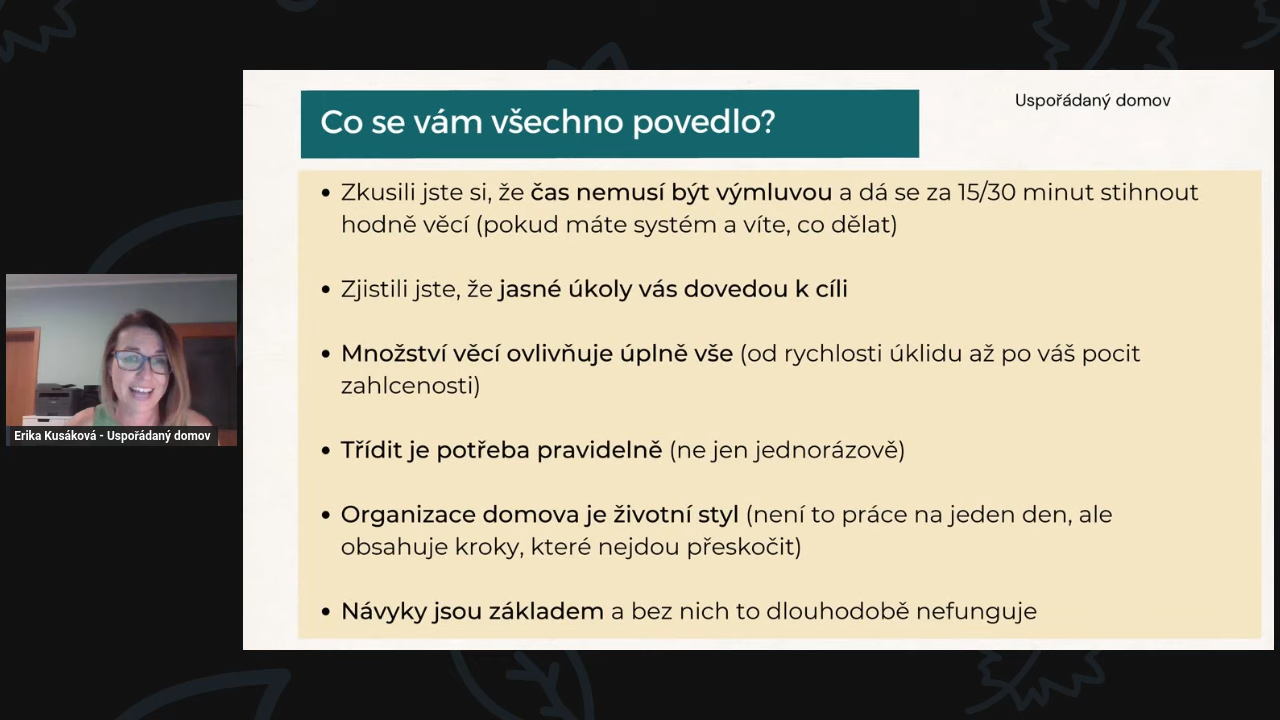 Uspořádaný domov
Co se vám všechno povedlo?
• Zkusili jste si, že čas nemusí být výmluvou a dá se za 15/30 minut stihnout
hodně věcí (pokud máte systém a víte, co dělat)
• Zjistili jste, že jasné úkoly vás dovedou k cíli
• Množství věcí ovlivňuje úplně vše (od rychlosti úklidu až po váš pocit
zahlcenosti)
• Třídit je potřeba pravidelně (ne jen jednorázově)
• Organizace domova je životní styl (není to práce na jeden den, ale
obsahuje kroky, které nejdou přeskočit)
• Návyky jsou základem a bez nich to dlouhodobě nefunguje
Erika Kusáková - Uspořádaný domov